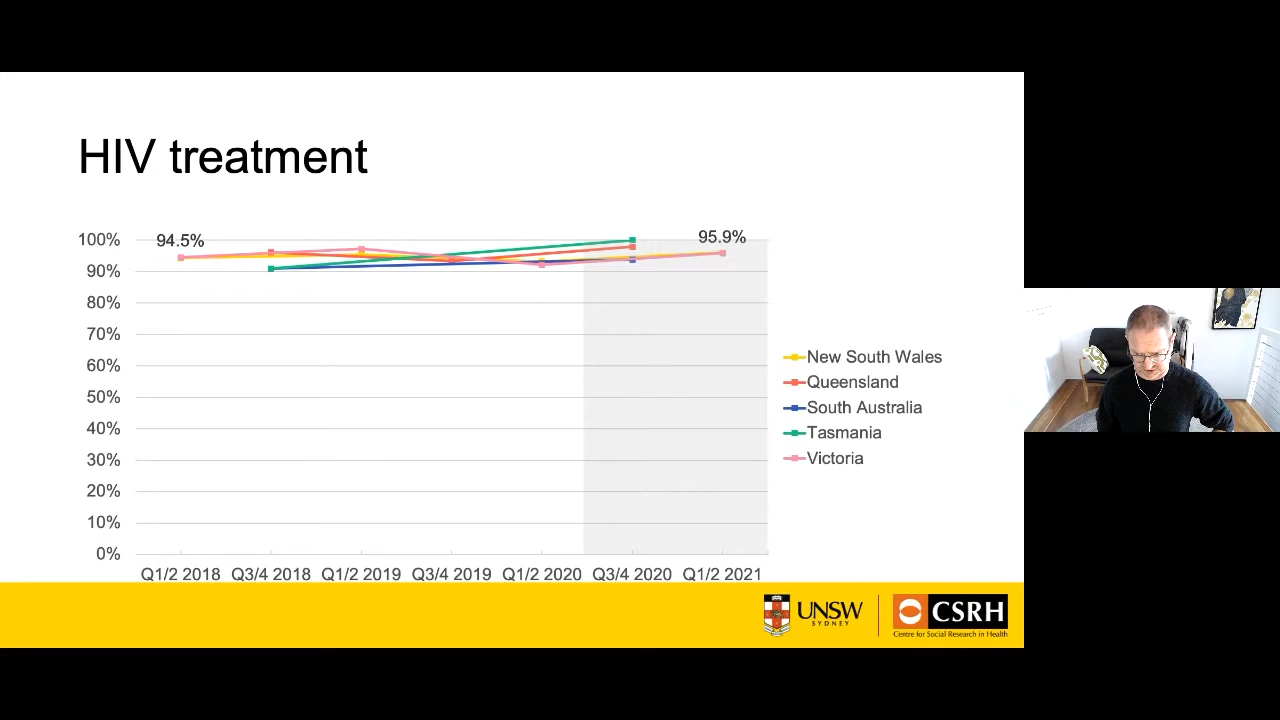 HIV treatment
94.5%
95.9%
100%
90%
80%
70%
60%
50%
40%
30%
20%
10%
0%
Q1/2 2018 Q3/4 2018 Q1/2 2019 Q3/4 2019 Q1/2 2020 Q3/4 2020 Q1/2 2021
New South Wales
Queensland
South Australia
Tasmania
Victoria
UNSW
SYDNEY
CSRH
Centre for Social Research in Health